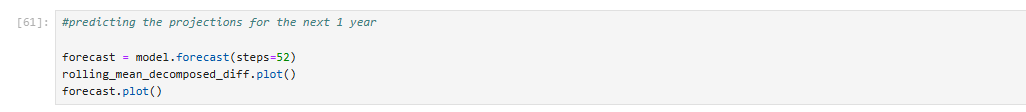 [61]: #predicting the projections for the next 1 year
forecast = model.forecast(steps=52)
rolling_mean_decomposed_diff.plot()
forecast.plot()